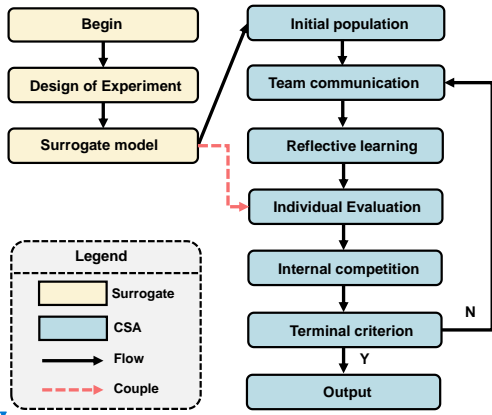 Begin
Design of Experiment
Surrogate model
Initial population
Team communication
Reflective learning
Individual Evaluation
Internal competition
Terminal criterion
N
Y
Output
Legend
Surrogate
CSA
Flow
Couple